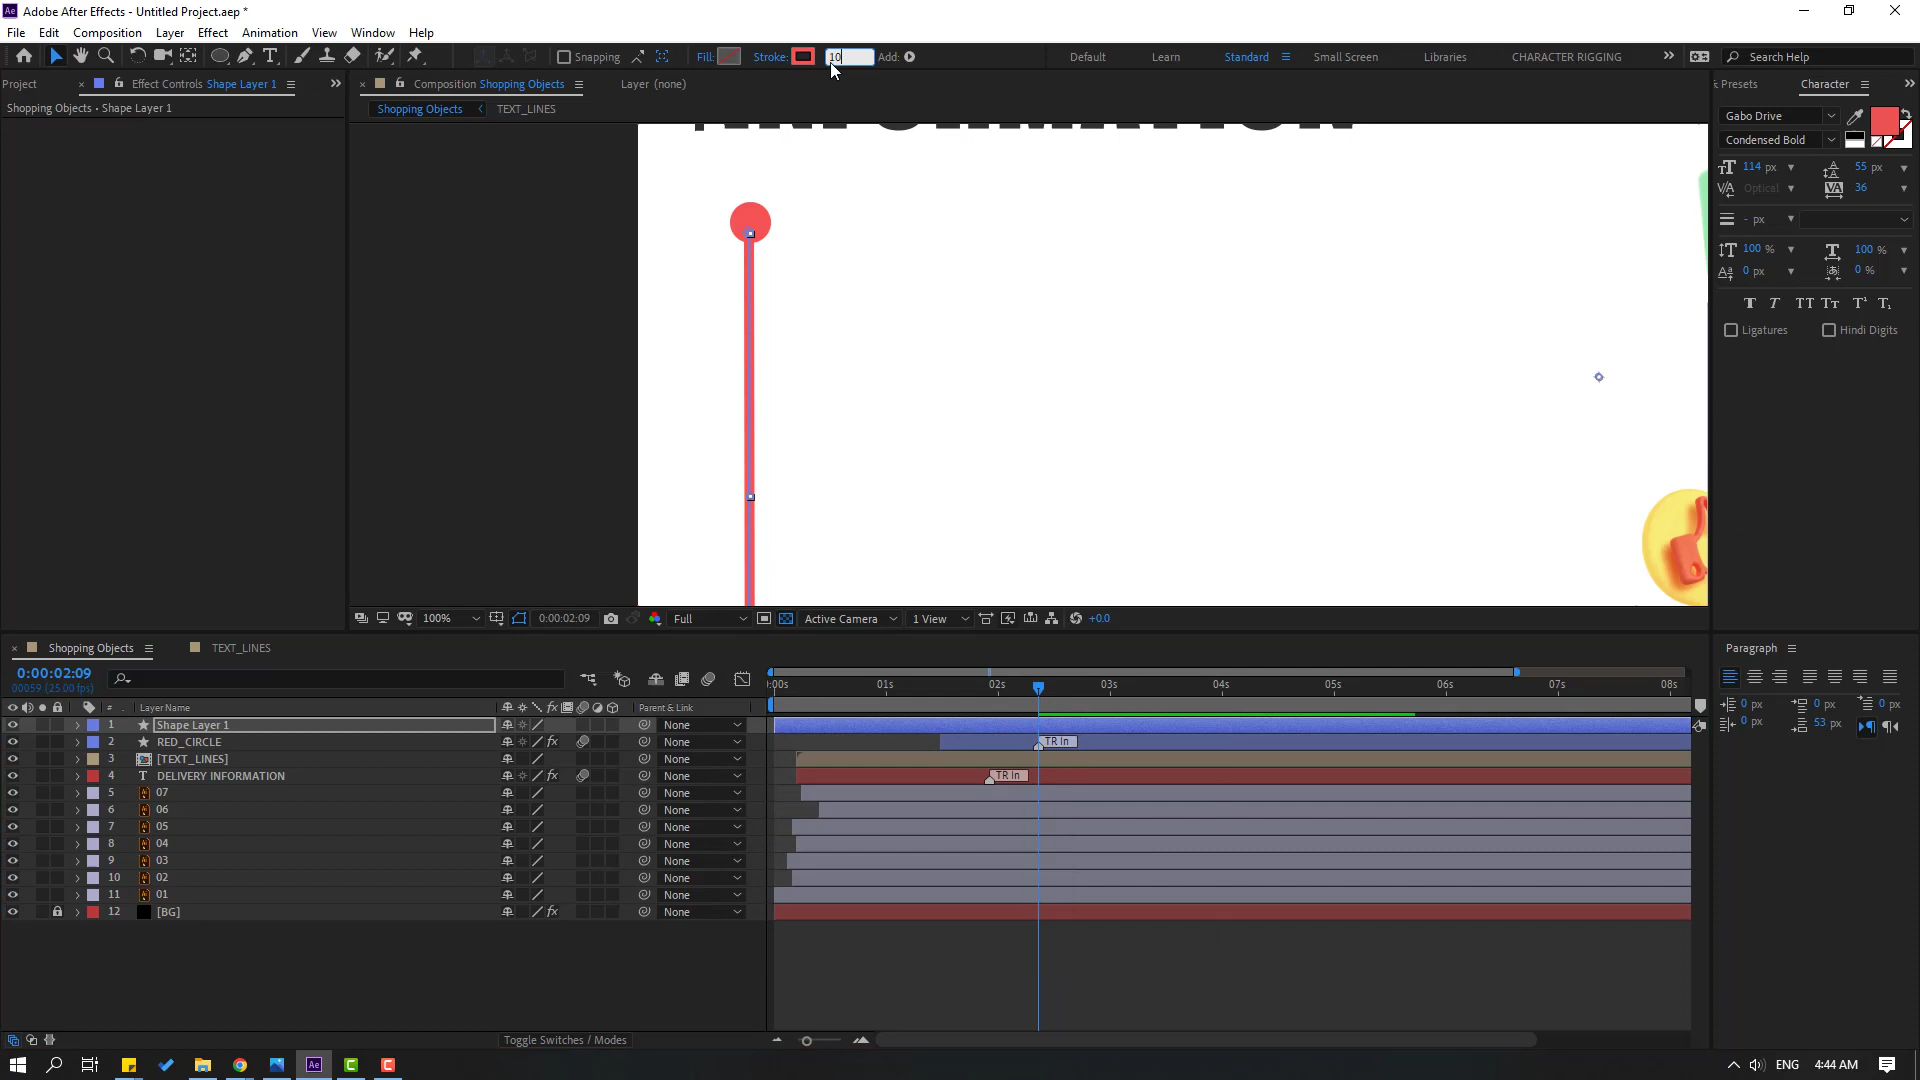 Adobe After Effects - Untitled Project.aep *
File Edit Composition Layer Effect Animation View Window Help
Snapping Fill: Stroke: 10 Add: Default Learn Standard Small Screen Libraries CHARACTER RIGGING Search Help
Project Effect Controls Shape Layer 1 Composition Shopping Objects Layer (none) Presets Character
Shopping Objects • Shape Layer 1 Shopping Objects TEXT_LINES
Gabo Drive
Condensed Bold
114 px 55 px
Optical 36
- px
100 % 100 %
0 px 0 %
Ligatures Hindi Digits
100% 0:00:02:09 Full Active Camera 1 View +0.0
Shopping Objects TEXT_LINES Paragraph
0:00:02:09
00059 (25.00 fps)
:00s 01s 02s 03s 04s 05s 06s 07s 08s
# Layer Name Parent & Link
0 px 0 px 0 px
0 px 53 px
1 Shape Layer 1 None
2 RED_CIRCLE None TR In
3 [TEXT_LINES] None
4 T DELIVERY INFORMATION None TR In
5 07 None
6 06 None
7 05 None
8 04 None
9 03 None
10 02 None
11 01 None
12 [BG] None
Toggle Switches / Modes
ENG 4:44 AM